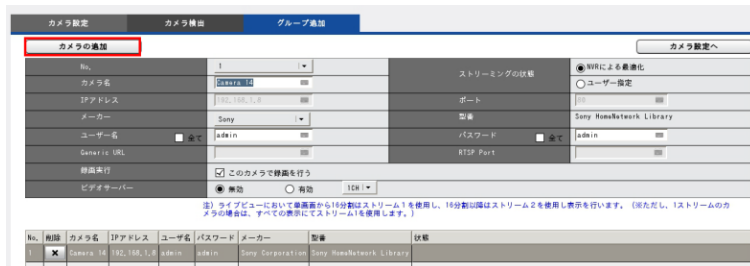 カメラ設定 カメラ検出 グループ追加
カメラの追加 カメラ設定へ
No. 1 ストリーミングの状態 NVRによる最適化
カメラ名 Camera 14 ユーザー指定
IPアドレス 192.168.1.8 ポート 80
メーカー Sony 型番 Sony HomeNetwork Library
ユーザー名 全て admin パスワード 全て admin
Generic URL RTSP Port
録画実行 このカメラで録画を行う
ビデオサーバー 無効 有効 1CH
注）ライブビューにおいて単画面から16分割はストリーム1を使用し、16分割以降はストリーム2を使用し表示を行います。（※ただし、1ストリームのカ
メラの場合は、すべての表示にてストリーム1を使用します。）
No. 削除 カメラ名 IPアドレス ユーザ名 パスワード メーカー 型番 状態
1 Camera 14 192.168.1.8 admin admin Sony Corporation Sony HomeNetwork Library